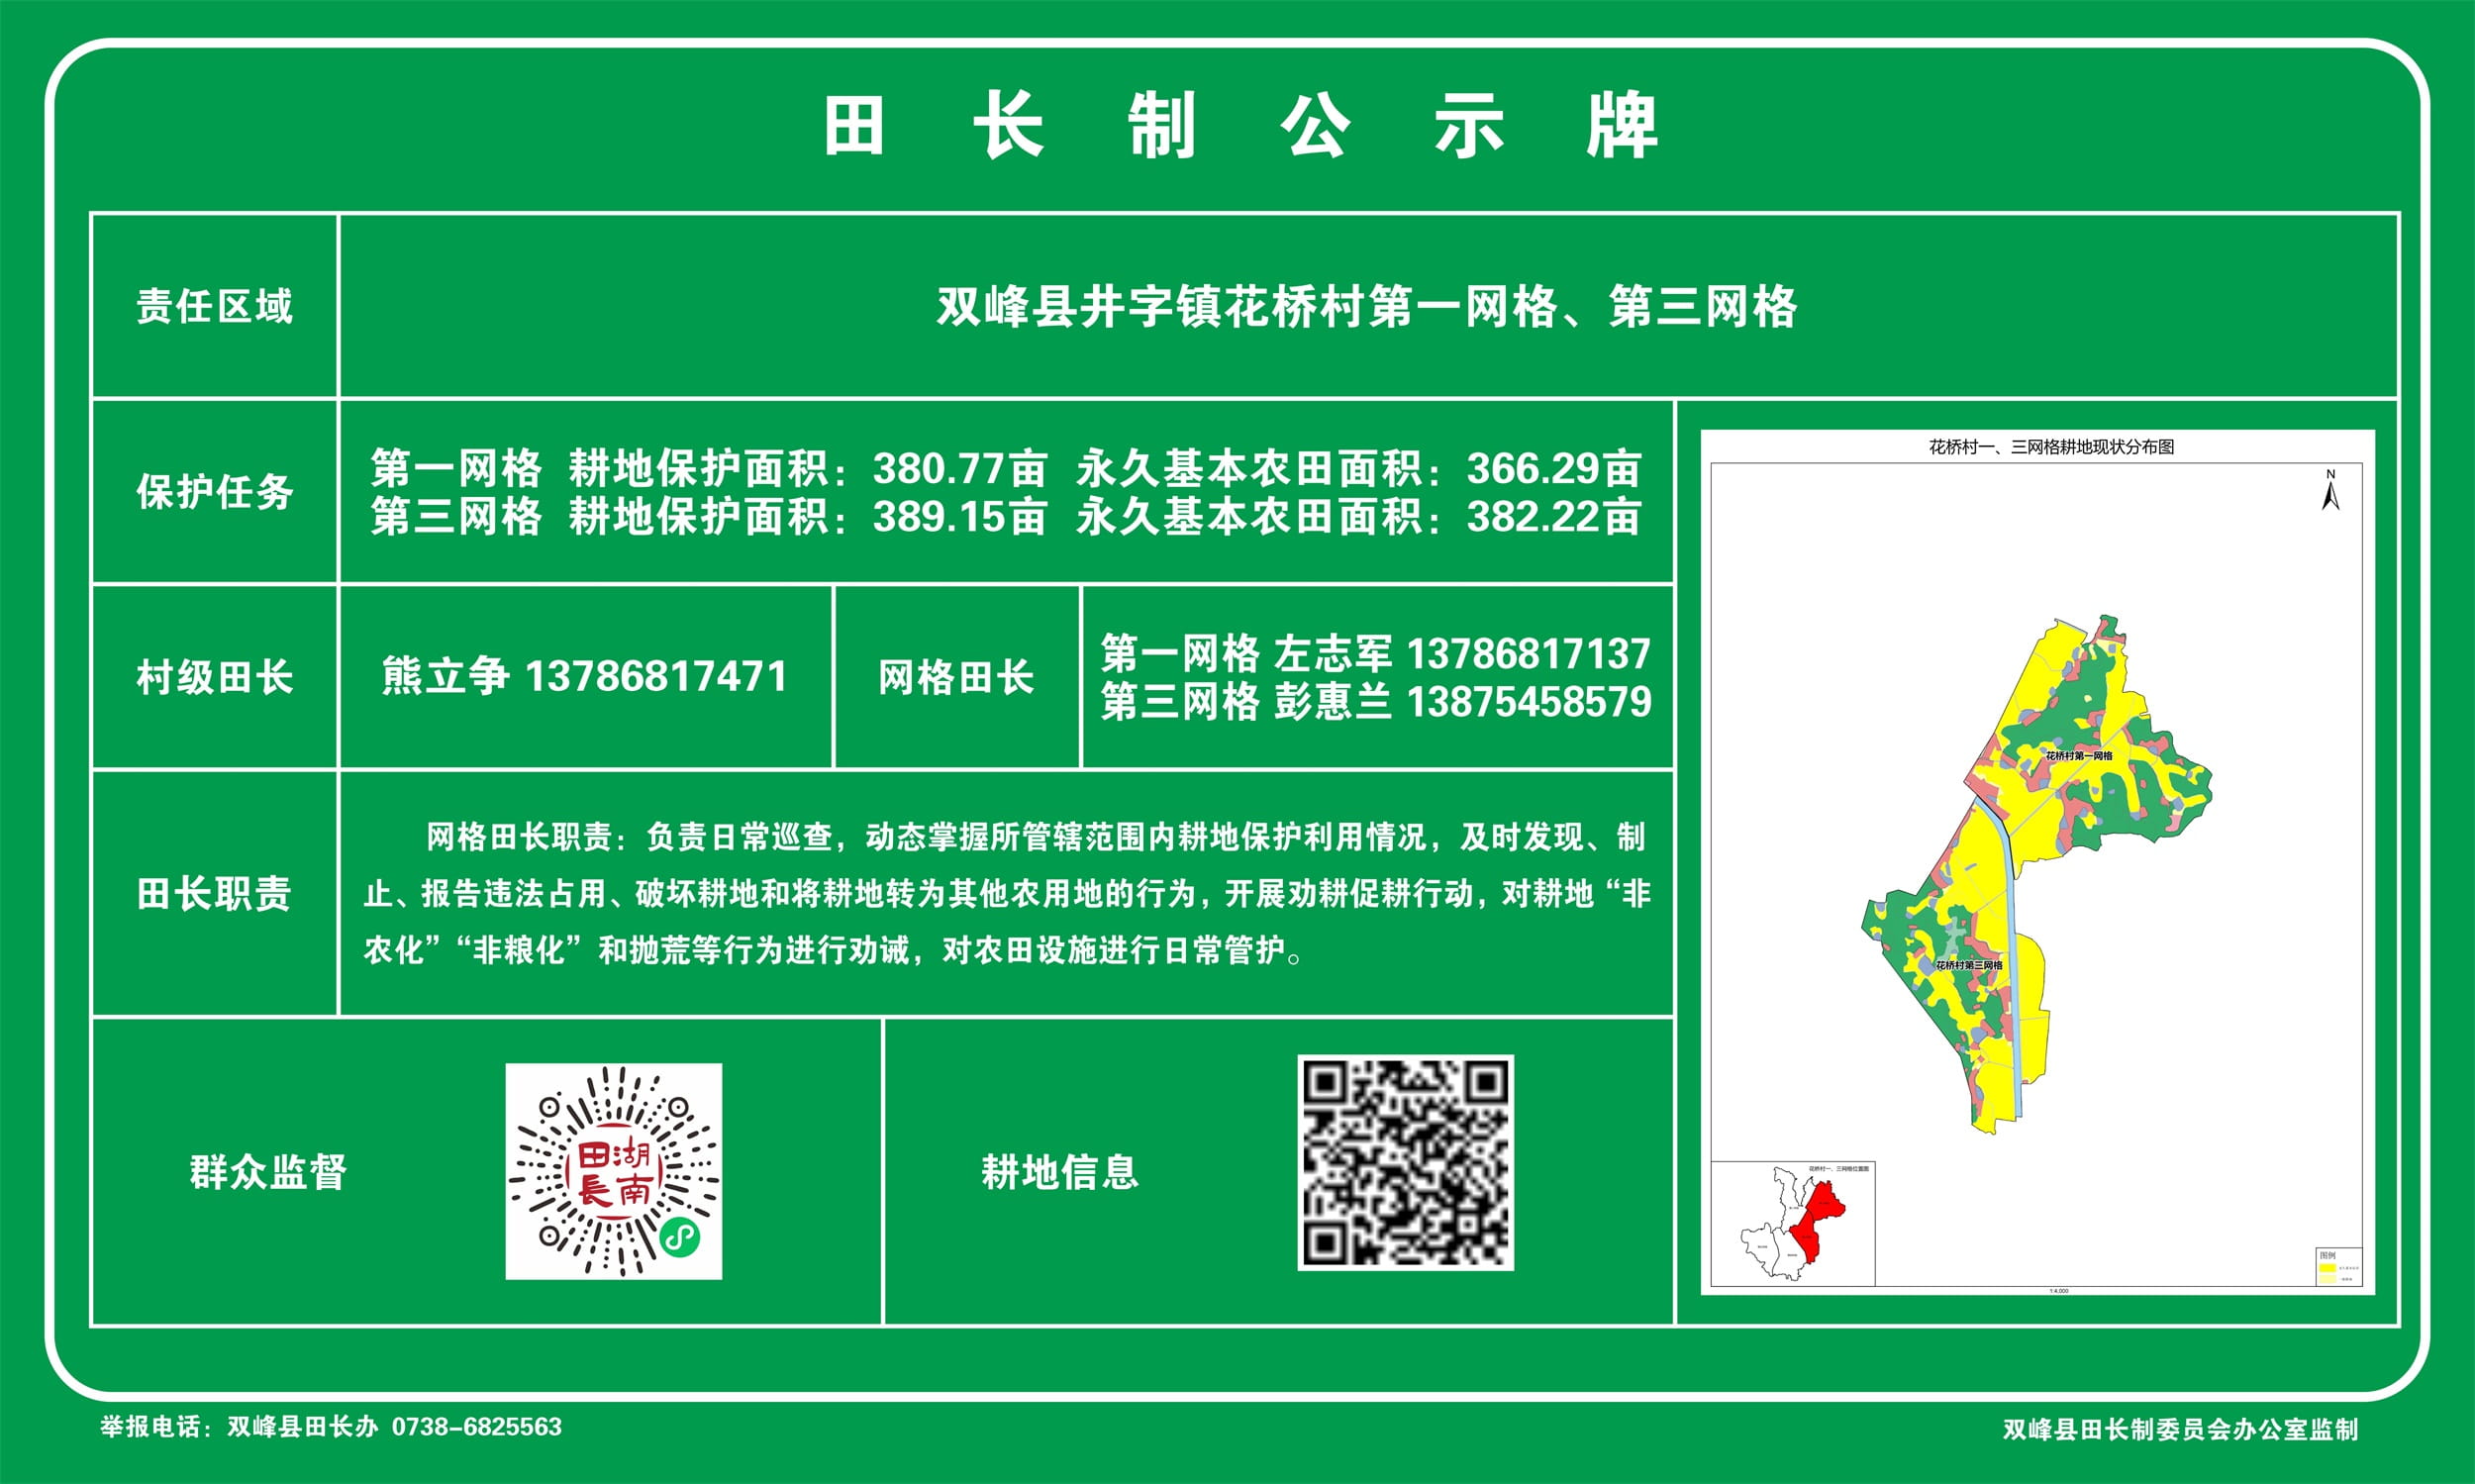 田长制公示牌
责任区域
双峰县井字镇花桥村第一网格、第三网格
保护任务
第一网格 耕地保护面积：380.77亩 永久基本农田面积：366.29亩
第三网格 耕地保护面积：389.15亩 永久基本农田面积：382.22亩
村级田长
熊立争 13786817471
网格田长
第一网格 左志军 13786817137
第三网格 彭惠兰 13875458579
田长职责
网格田长职责：负责日常巡查，动态掌握所管辖范围内耕地保护利用情况，及时发现、制
止、报告违法占用、破坏耕地和将耕地转为其他农用地的行为，开展劝耕促耕行动，对耕地“非
农化”“非粮化”和抛荒等行为进行劝诫，对农田设施进行日常管护。
群众监督
湖南
田長
耕地信息
花桥村一、三网格耕地现状分布图
N
花桥村第一网格
花桥村第三网格
花桥村一、三网格位置图
图例
1:4,000
举报电话：双峰县田长办 0738-6825563
双峰县田长制委员会办公室监制